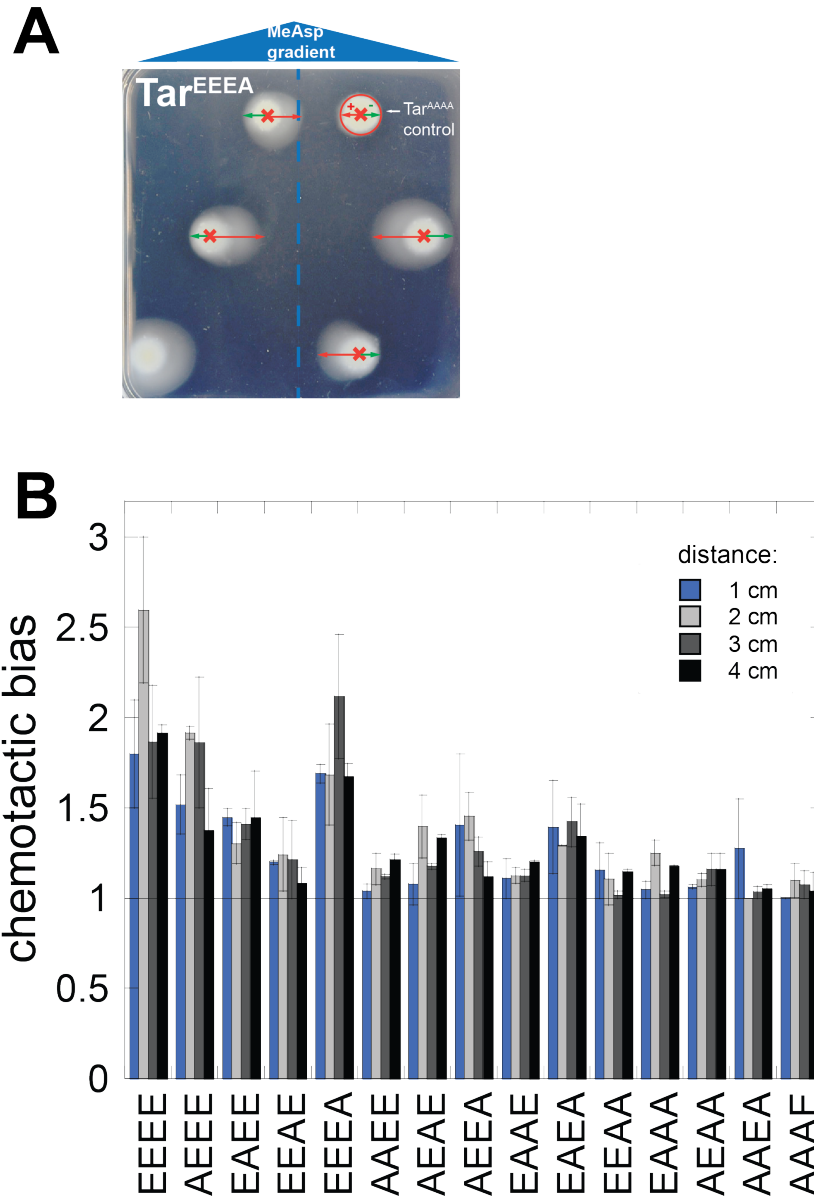 A
MeAsp
gradient
Tar^EEEA
+ -
Tar^AAAA
control
B
chemotactic bias
3
2.5
2
1.5
1
0.5
0
distance:
1 cm
2 cm
3 cm
4 cm
EEEE
AEEE
EAEE
EEAE
EEEA
AAEE
AEAE
AEEA
EAAE
EAEA
EEAA
EAAA
AEAA
AAEA